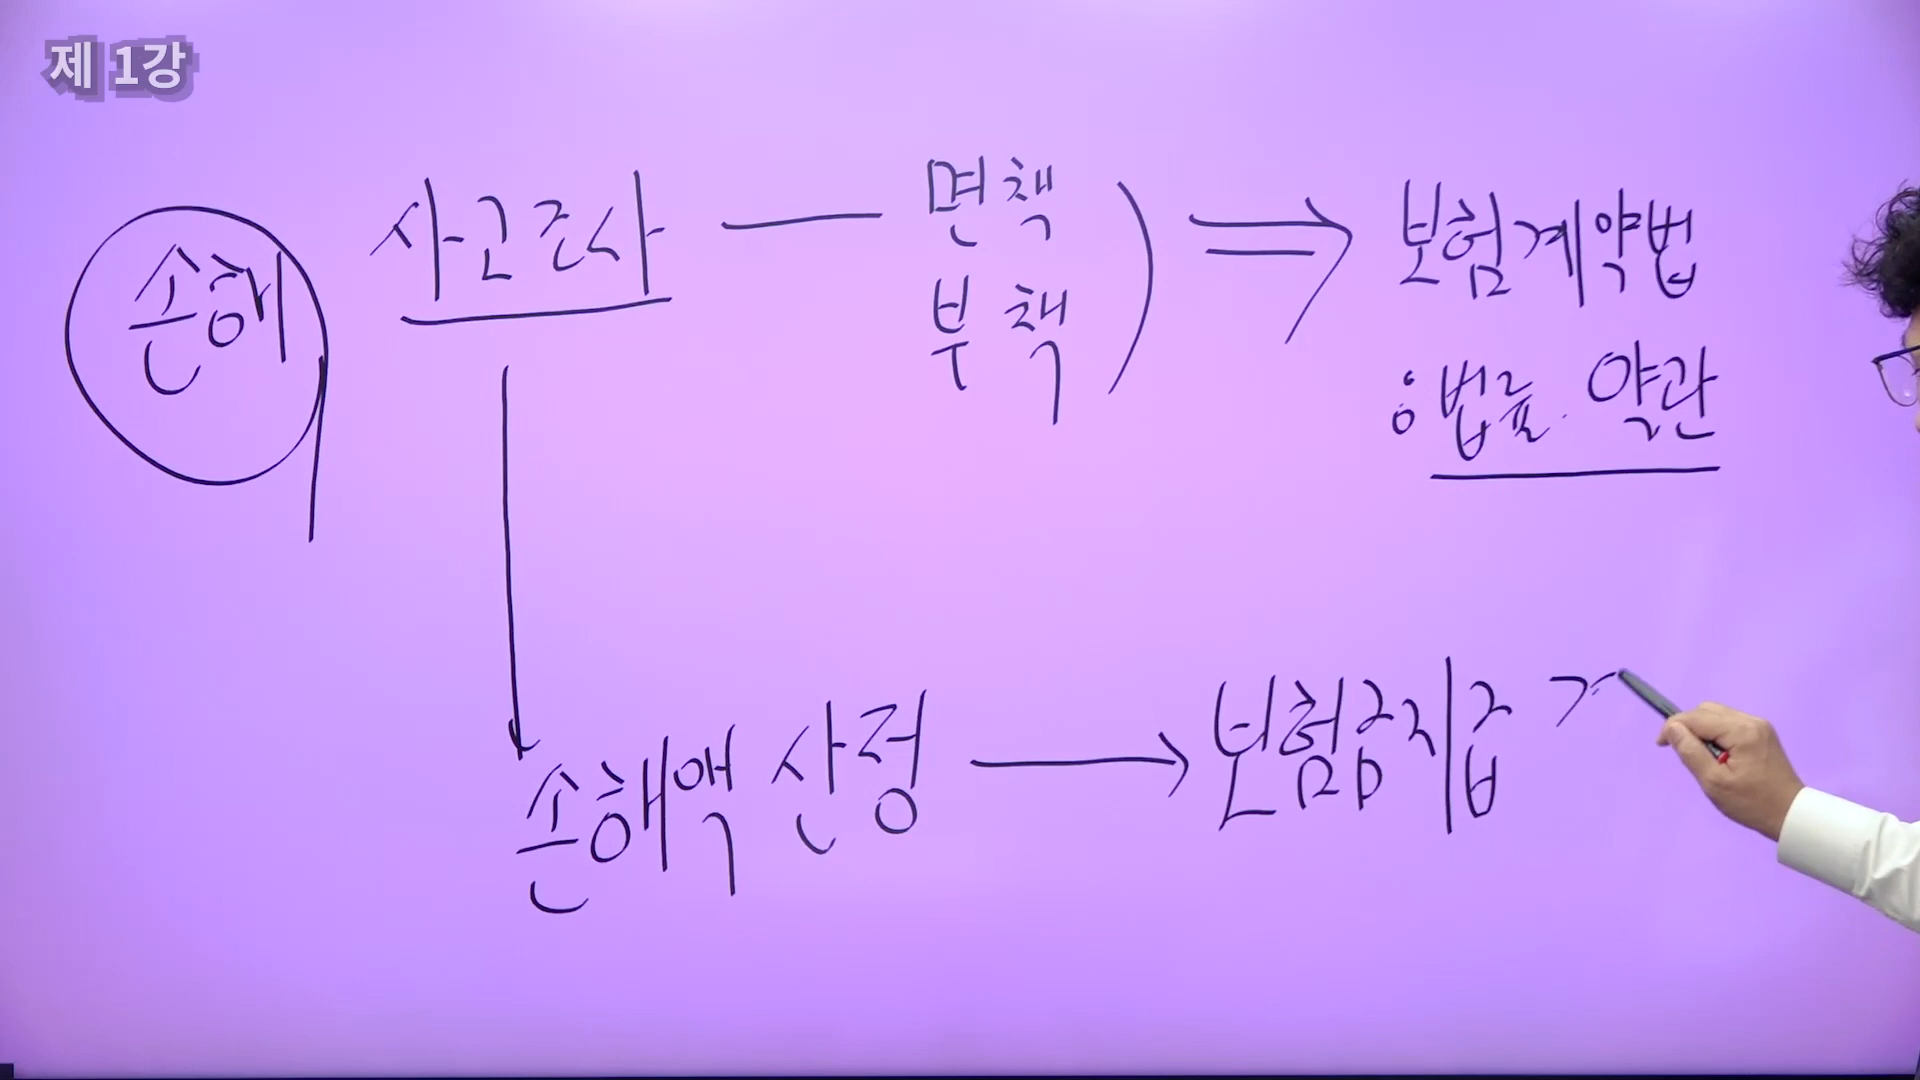 제 1강
손해
사고조사 — 면책
부책
⇒ 보험계약법
: 법률. 약관
손해액 산정 → 보험금지급